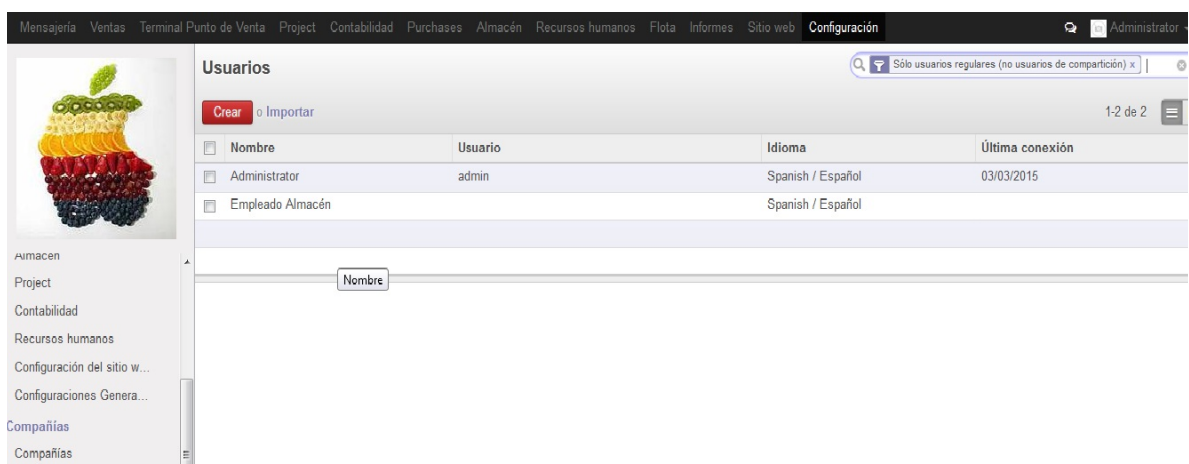 Mensajería Ventas Terminal Punto de Venta Project Contabilidad Purchases Almacén Recursos humanos Flota Informes Sitio web Configuración Administrator
Usuarios
Sólo usuarios regulares (no usuarios de compartición) x
Crear o Importar
1-2 de 2
Nombre Usuario Idioma Última conexión
Administrator admin Spanish / Español 03/03/2015
Empleado Almacén Spanish / Español
Nombre
Almacén
Project
Contabilidad
Recursos humanos
Configuración del sitio w...
Configuraciones Genera...
Compañías
Compañías